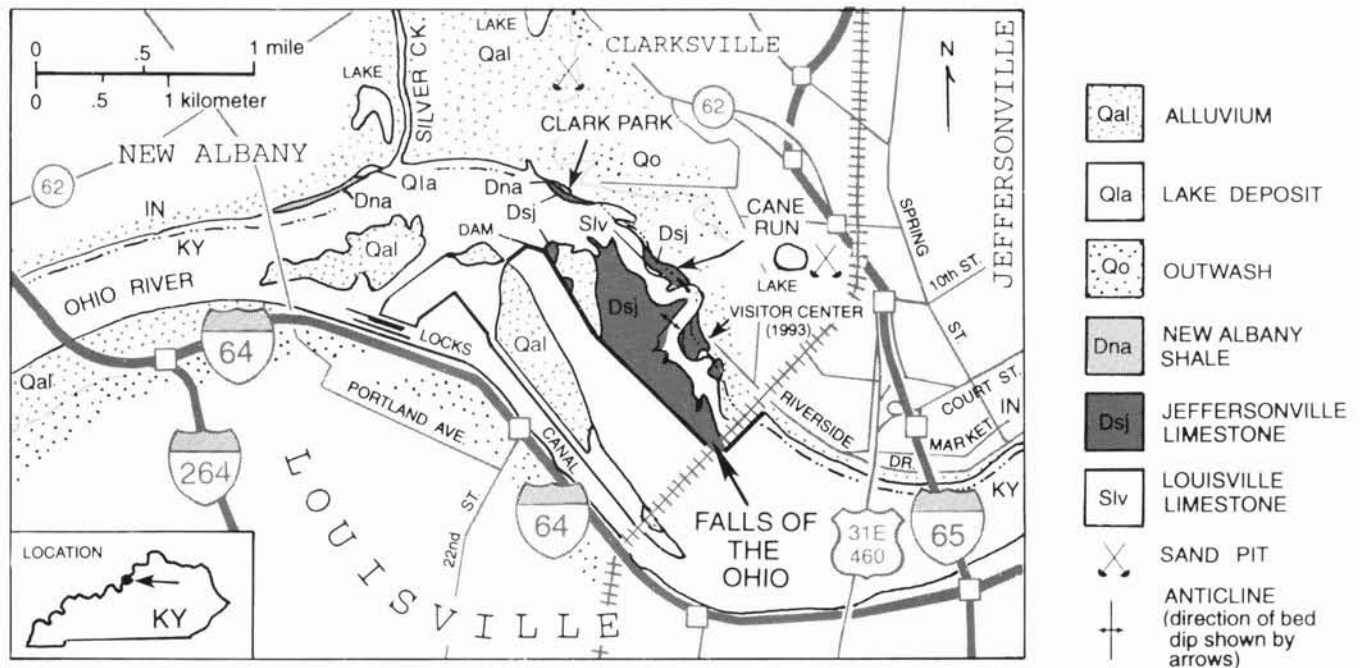 0 .5 1 mile
0 .5 1 kilometer
LAKE
SILVER CK.
LAKE
Qal
CLARKSVILLE
N
JEFFERSONVILLE
62
CLARK PARK
NEW ALBANY
Qo
62
Qla
Dna
Dna
Dsj
Slv
Dsj
CANE
RUN
SPRING
ST.
10th ST.
IN
KY
OHIO RIVER
Qal
DAM
LAKE
VISITOR CENTER
(1993)
Dsj
64
LOCKS
Qal
Qal
PORTLAND AVE.
CANAL
RIVERSIDE
DR.
COURT ST.
MARKET
IN
KY
264
22nd
ST.
64
FALLS OF
THE
OHIO
31E
460
65
LOUISVILLE
LOCATION
KY
Qal ALLUVIUM
Qla LAKE DEPOSIT
Qo OUTWASH
Dna NEW ALBANY
SHALE
Dsj JEFFERSONVILLE
LIMESTONE
Slv LOUISVILLE
LIMESTONE
SAND PIT
ANTICLINE
(direction of bed
dip shown by
arrows)